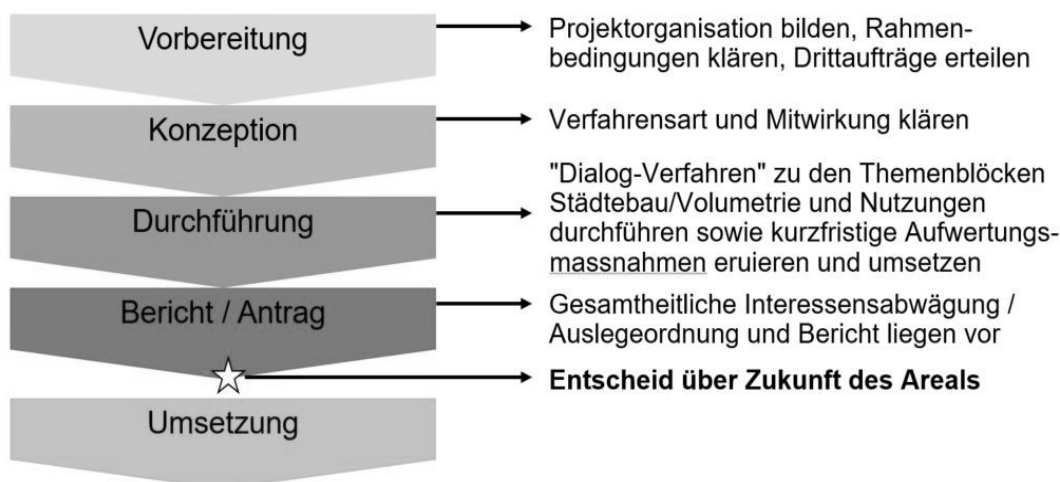 Vorbereitung
Projektorganisation bilden, Rahmen-
bedingungen klären, Drittaufträge erteilen
Konzeption
Verfahrensart und Mitwirkung klären
Durchführung
"Dialog-Verfahren" zu den Themenblöcken
Städtebau/Volumetrie und Nutzungen
durchführen sowie kurzfristige Aufwertungs-
massnahmen eruieren und umsetzen
Bericht / Antrag
Gesamtheitliche Interessensabwägung /
Auslegeordnung und Bericht liegen vor
Entscheid über Zukunft des Areals
Umsetzung